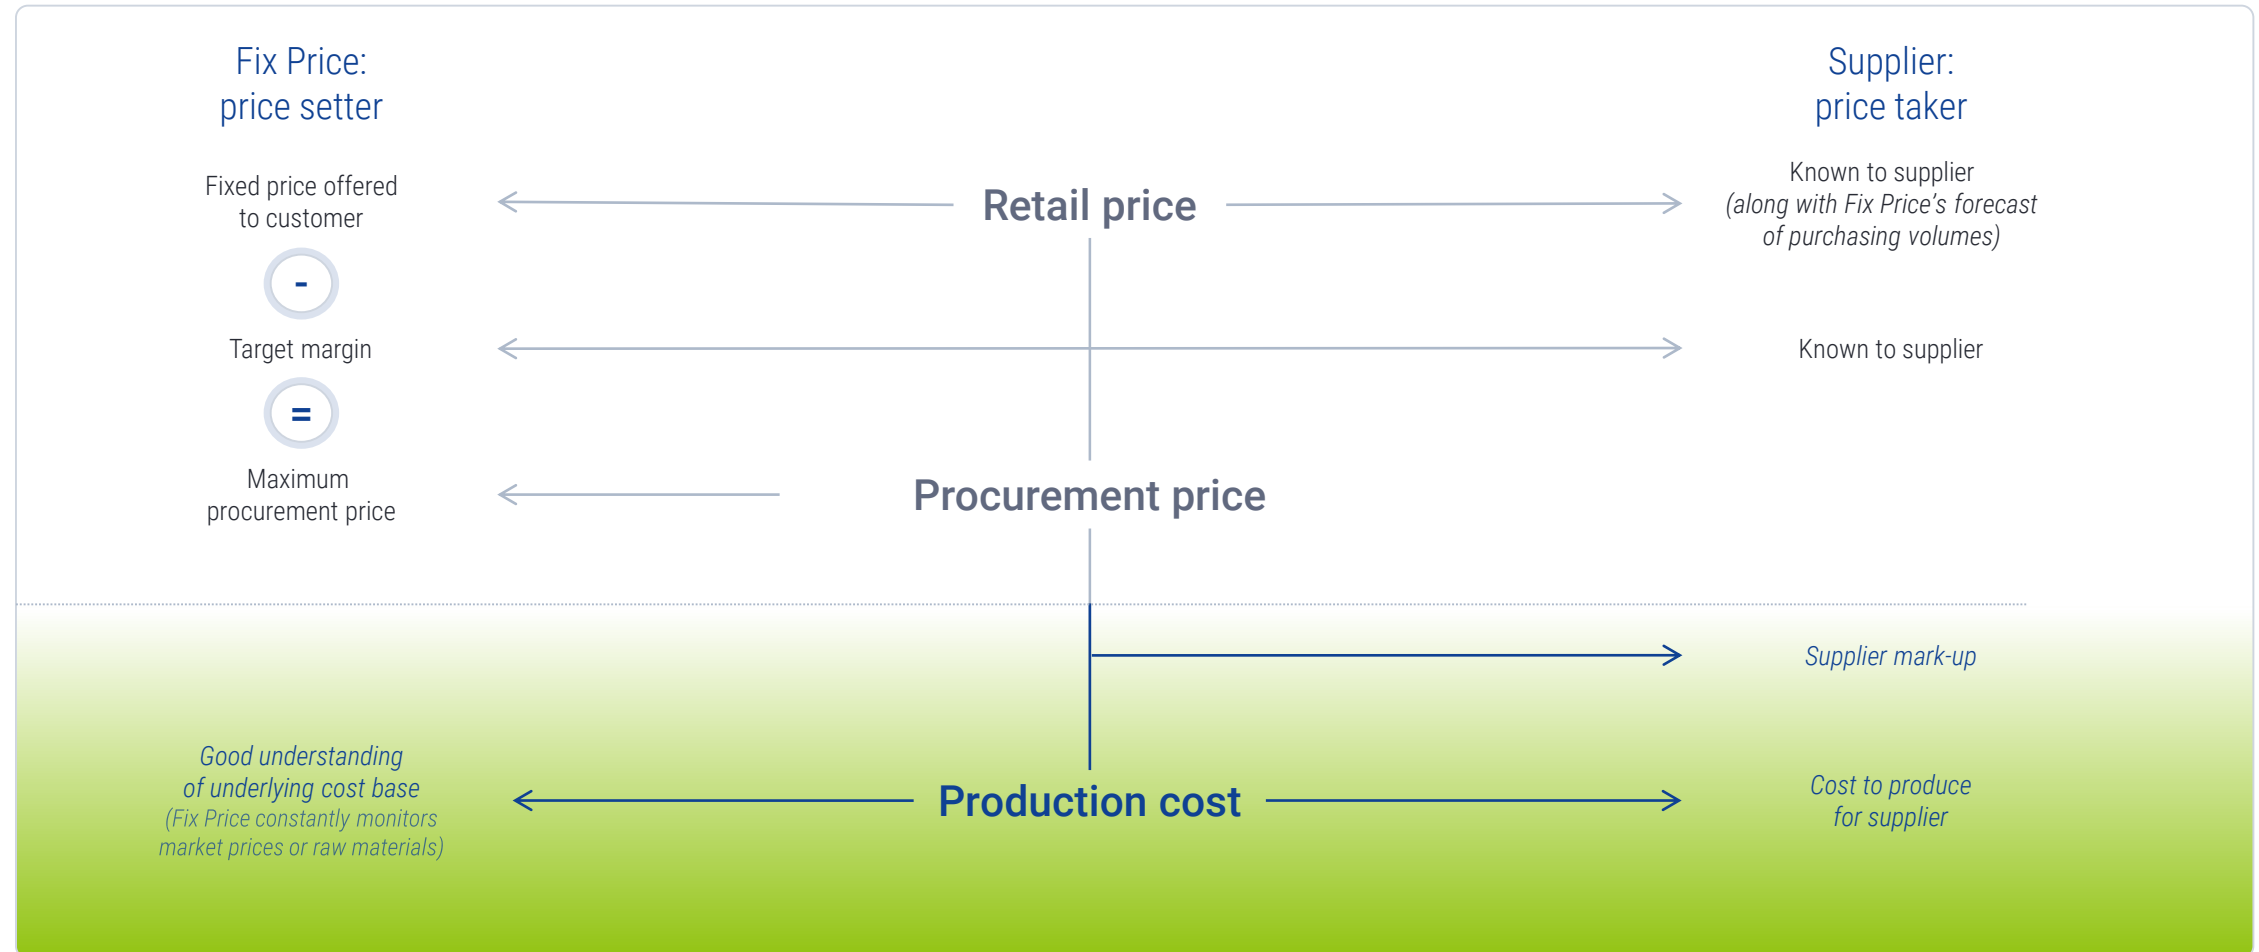 Fix Price:
price setter
Supplier:
price taker
Fixed price offered
to customer
Retail price
Known to supplier
(along with Fix Price’s forecast
of purchasing volumes)
-
Target margin
Known to supplier
=
Maximum
procurement price
Procurement price
Supplier mark-up
Good understanding
of underlying cost base
(Fix Price constantly monitors
market prices or raw materials)
Production cost
Cost to produce
for supplier